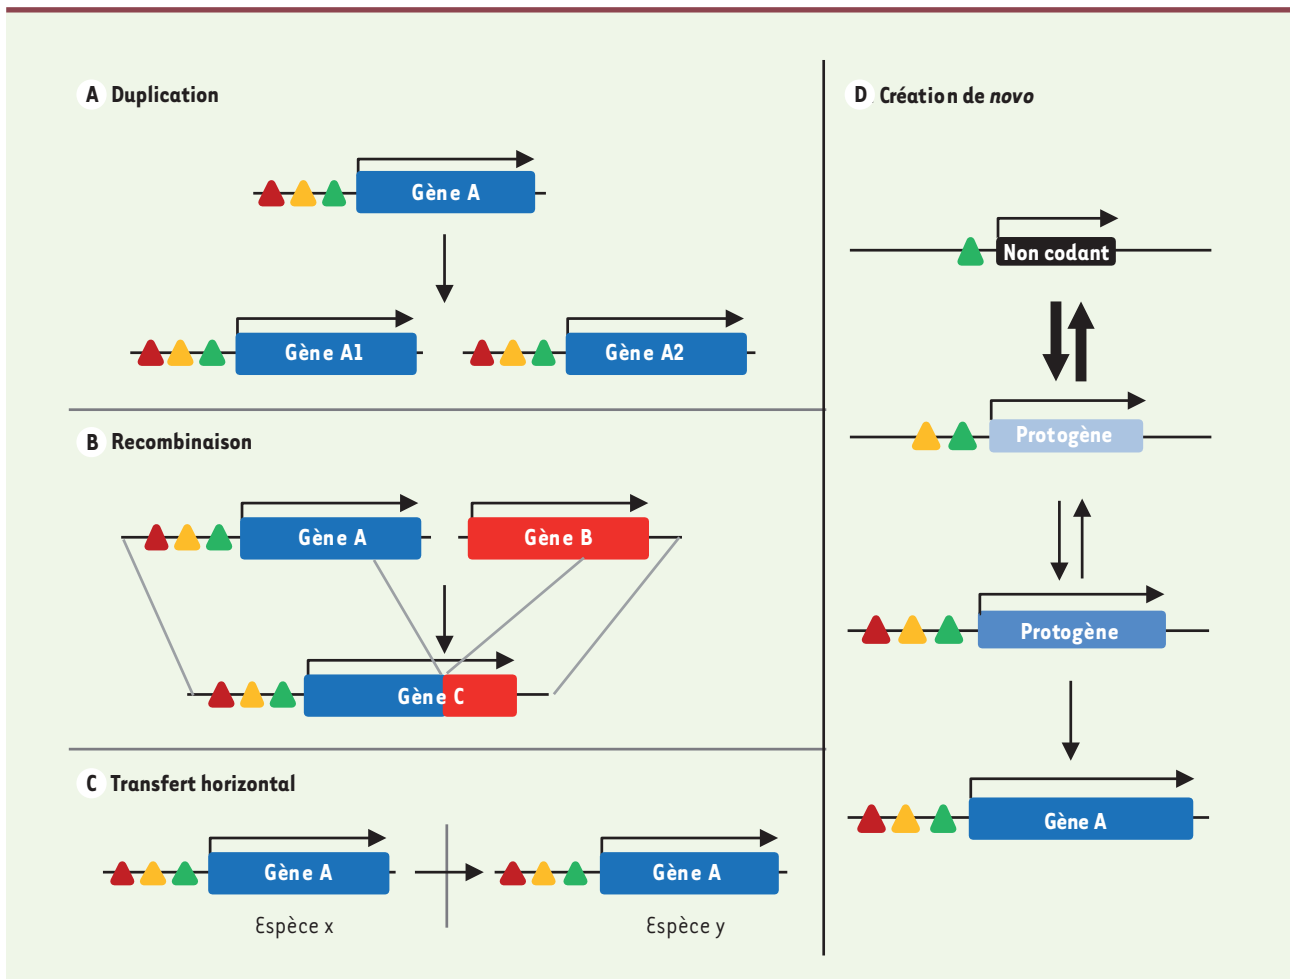 A Duplication
Gène A
Gène A1
Gène A2
B Recombinaison
Gène A
Gène B
Gène C
C Transfert horizontal
Gène A
Gène A
Espèce x
Espèce y
D Création de novo
Non codant
Protogène
Protogène
Gène A